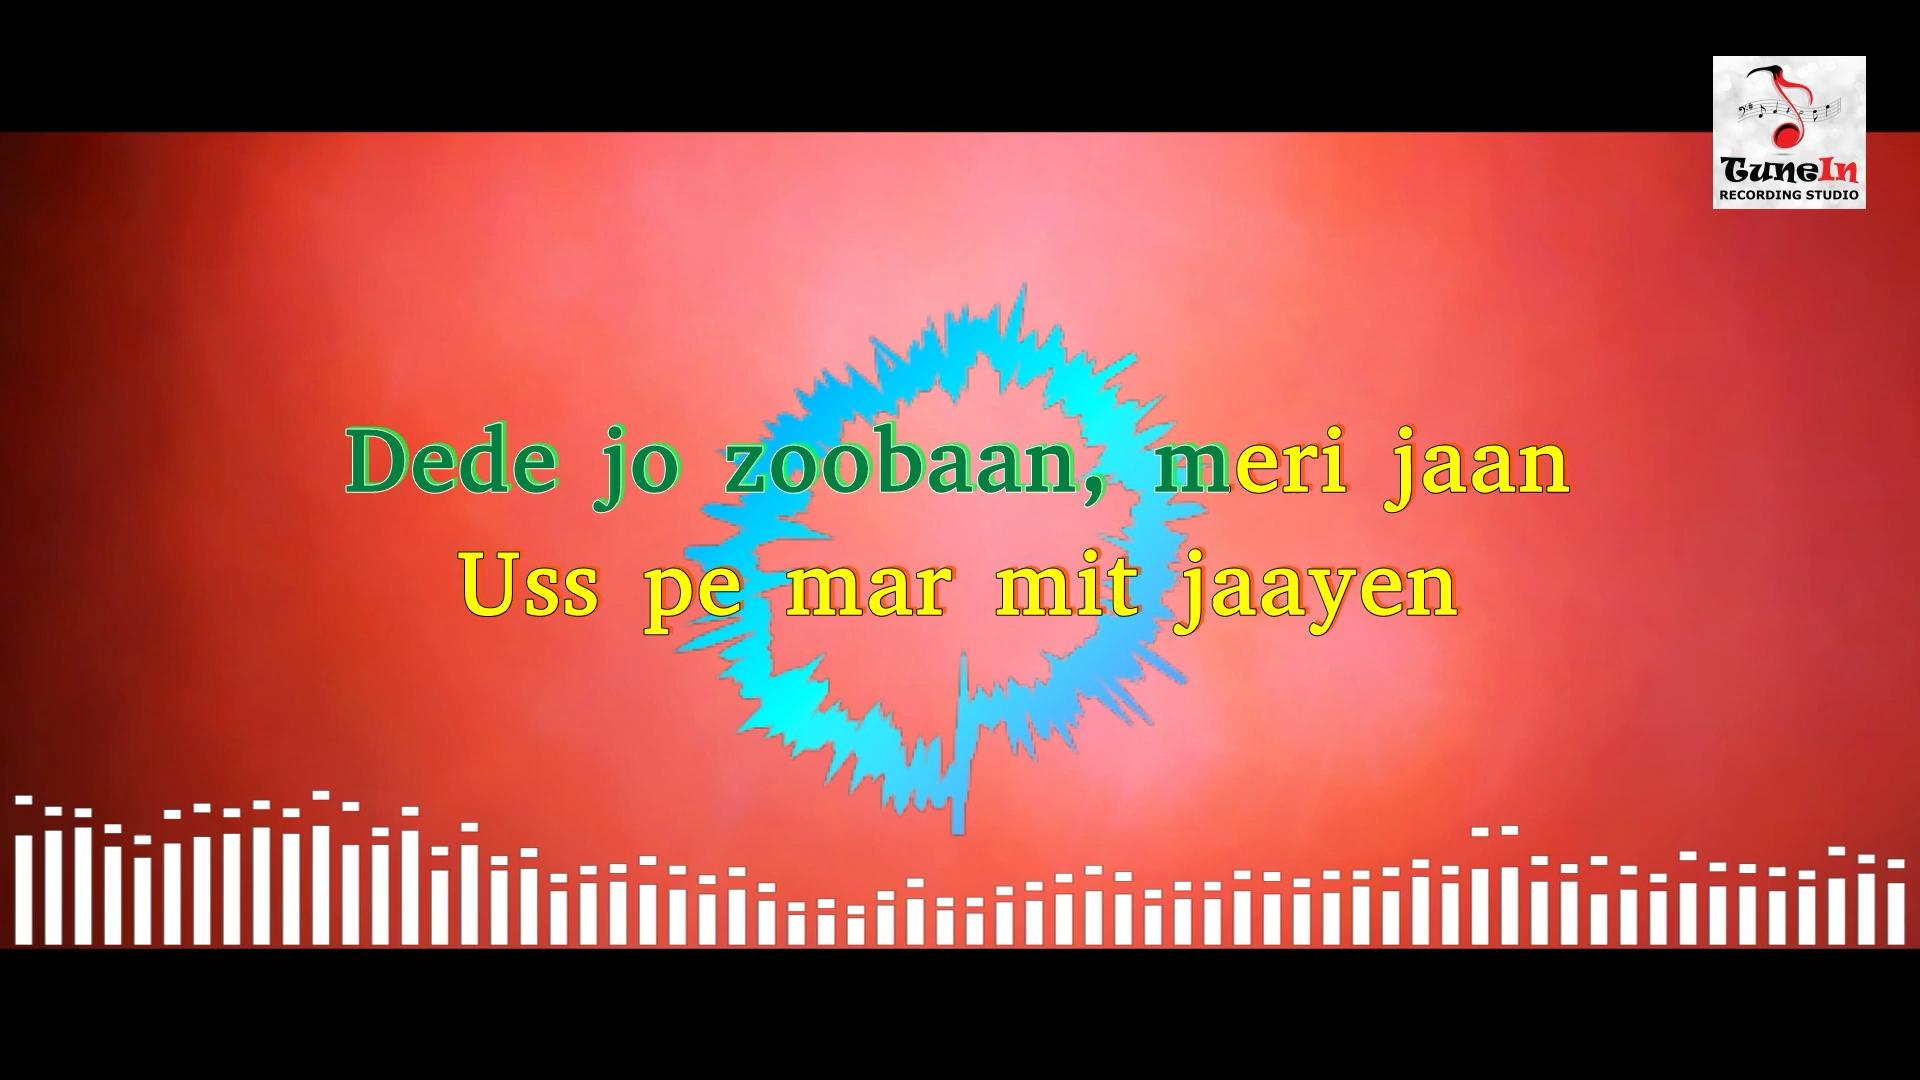 TuneIn
RECORDING STUDIO
Dede jo zoobaan, meri jaan
Uss pe mar mit jaayen